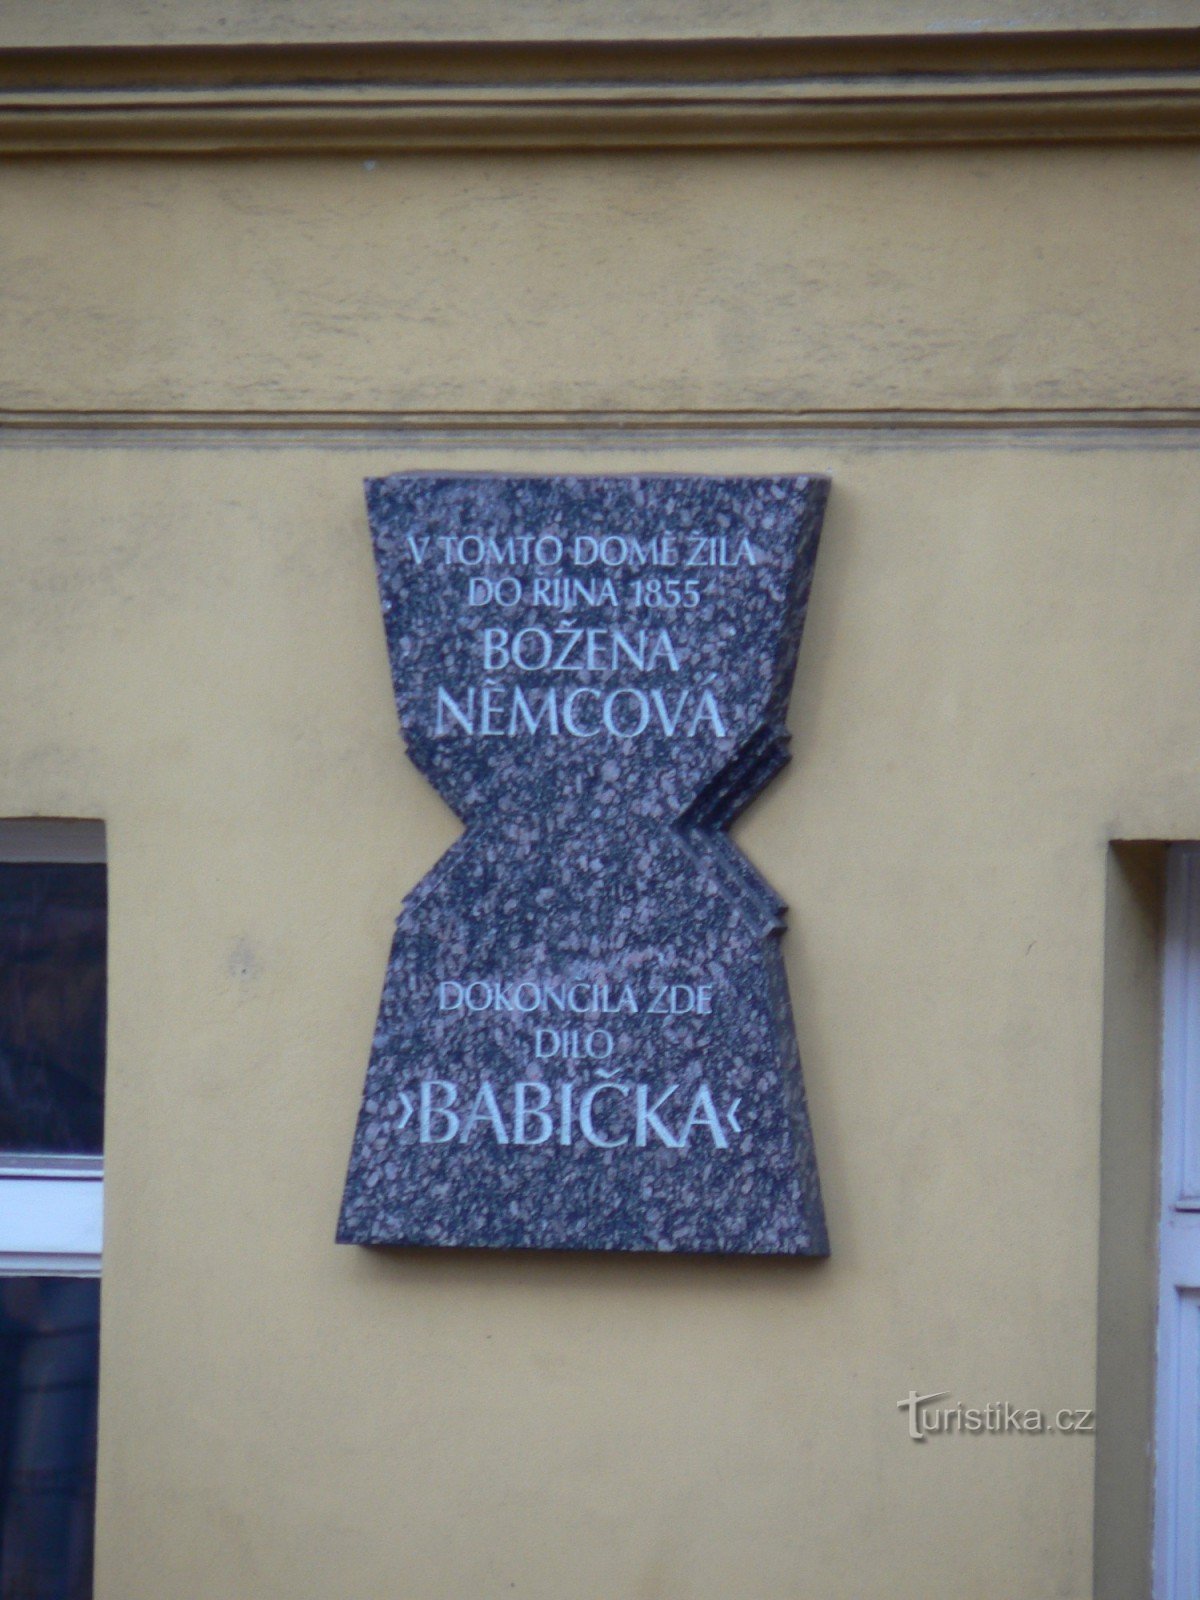 V TOMTO DOMĚ ŽILA
DO ŘÍJNA 1855
BOŽENA
NĚMCOVÁ
DOKONČILA ZDE
DÍLO
›BABIČKA‹
Turistika.cz